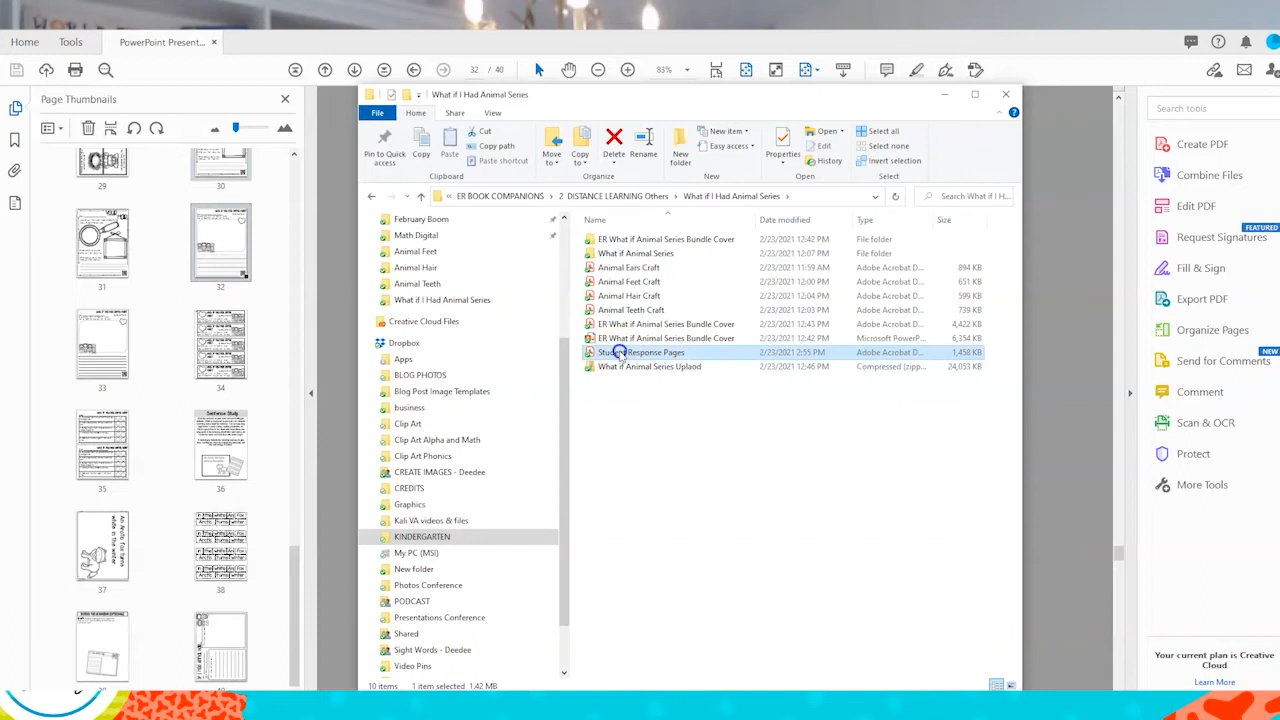 Home
Tools
PowerPoint Present...
32 / 40
83%
Page Thumbnails
29
30
31
32
33
34
35
Sentence Study
36
37
38
What if I Had Animal Series
File
Home
Share
View
Pin to Quick access
Copy
Paste
Cut
Copy path
Paste shortcut
Clipboard
Move to
Copy to
Delete
Rename
Organize
New folder
New item
Easy access
New
Properties
Open
Edit
History
Open
Select all
Select none
Invert selection
Select
« ER BOOK COMPANIONS > 2 DISTANCE LEARNING Others > What if I Had Animal Series >
Search What if I H...
February Boom
Math Digital
Animal Feet
Animal Hair
Animal Teeth
What if I Had Animal Series
Creative Cloud Files
Dropbox
Apps
BLOG PHOTOS
Blog Post Image Templates
business
Clip Art
Clip Art Alpha and Math
Clip Art Phonics
CREATE IMAGES - Deedee
CREDITS
Graphics
Kali VA videos & files
KINDERGARTEN
My PC (MSI)
New folder
Photos Conference
PODCAST
Presentations Conference
Shared
Sight Words - Deedee
Video Pins
Name Date modified Type Size
ER What if Animal Series Bundle Cover 2/23/2021 12:42 PM File folder
What if Animal Series 2/23/2021 12:07 PM File folder
Animal Ears Craft 2/23/2021 11:59 AM Adobe Acrobat D... 894 KB
Animal Feet Craft 2/23/2021 12:00 PM Adobe Acrobat D... 651 KB
Animal Hair Craft 2/23/2021 12:04 PM Adobe Acrobat D... 599 KB
Animal Teeth Craft 2/23/2021 12:03 PM Adobe Acrobat D... 739 KB
ER What if Animal Series Bundle Cover 2/23/2021 12:43 PM Adobe Acrobat D... 4,422 KB
ER What if Animal Series Bundle Cover 2/23/2021 12:42 PM Microsoft PowerP... 6,354 KB
Student Response Pages 2/23/2021 2:55 PM Adobe Acrobat D... 1,458 KB
What if Animal Series Uplaod 2/23/2021 12:46 PM Compressed (zipp... 24,053 KB
10 items 1 item selected 1.42 MB
Search tools
Create PDF
Combine Files
Edit PDF
FEATURED
Request Signatures
Fill & Sign
Export PDF
Organize Pages
NEW
Send for Comments
Comment
Scan & OCR
Protect
More Tools
Your current plan is Creative
Cloud
Learn More